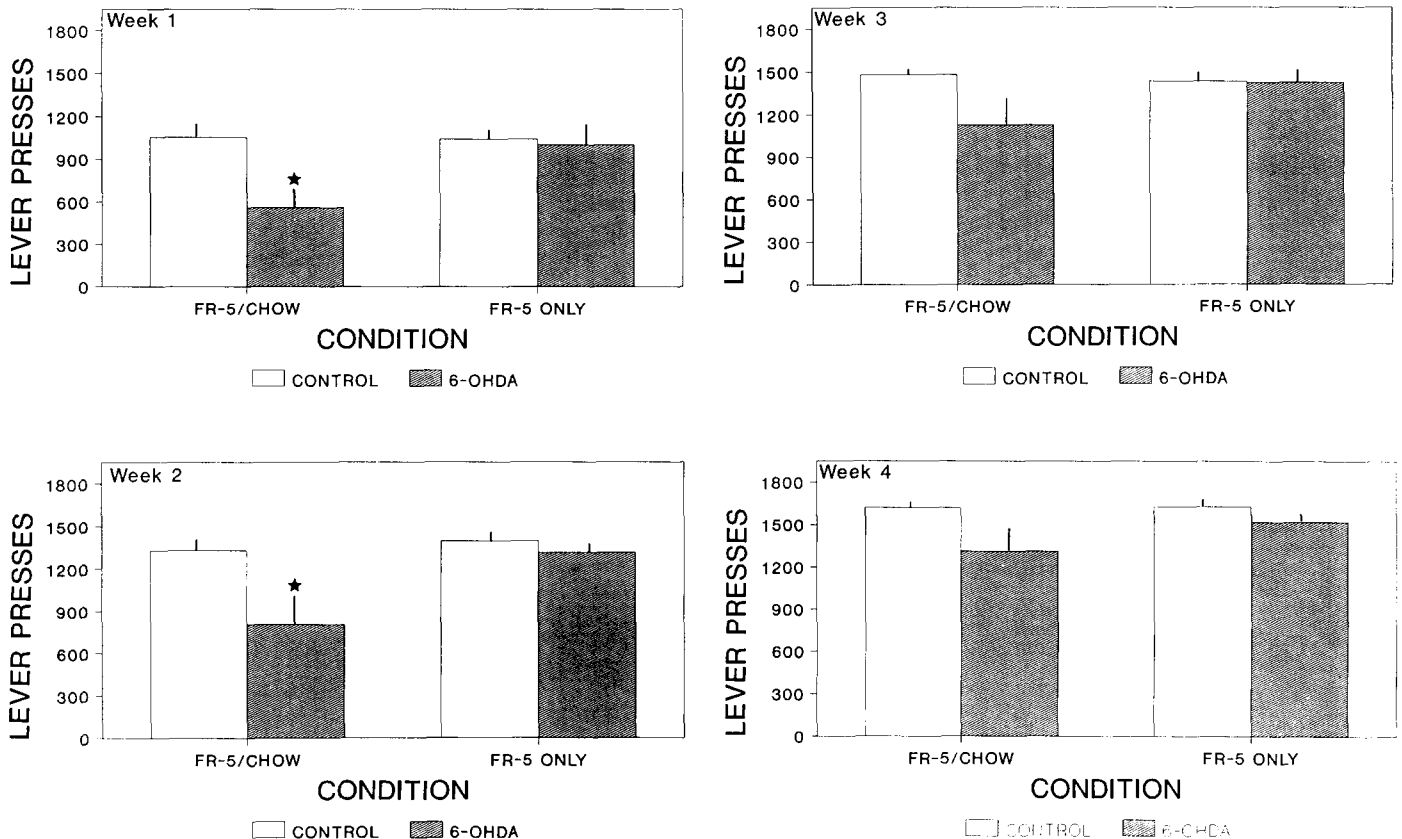 Week 1
LEVER PRESSES
1800
1500
1200
900
600
300
0
★
FR-5/CHOW FR-5 ONLY
CONDITION
CONTROL 6-OHDA
Week 3
LEVER PRESSES
1800
1500
1200
900
600
300
0
FR-5/CHOW FR-5 ONLY
CONDITION
CONTROL 6-OHDA
Week 2
LEVER PRESSES
1800
1500
1200
900
600
300
0
★
FR-5/CHOW FR-5 ONLY
CONDITION
CONTROL 6-OHDA
Week 4
LEVER PRESSES
1800
1500
1200
900
600
300
0
FR-5/CHOW FR-5 ONLY
CONDITION
CONTROL 6-OHDA